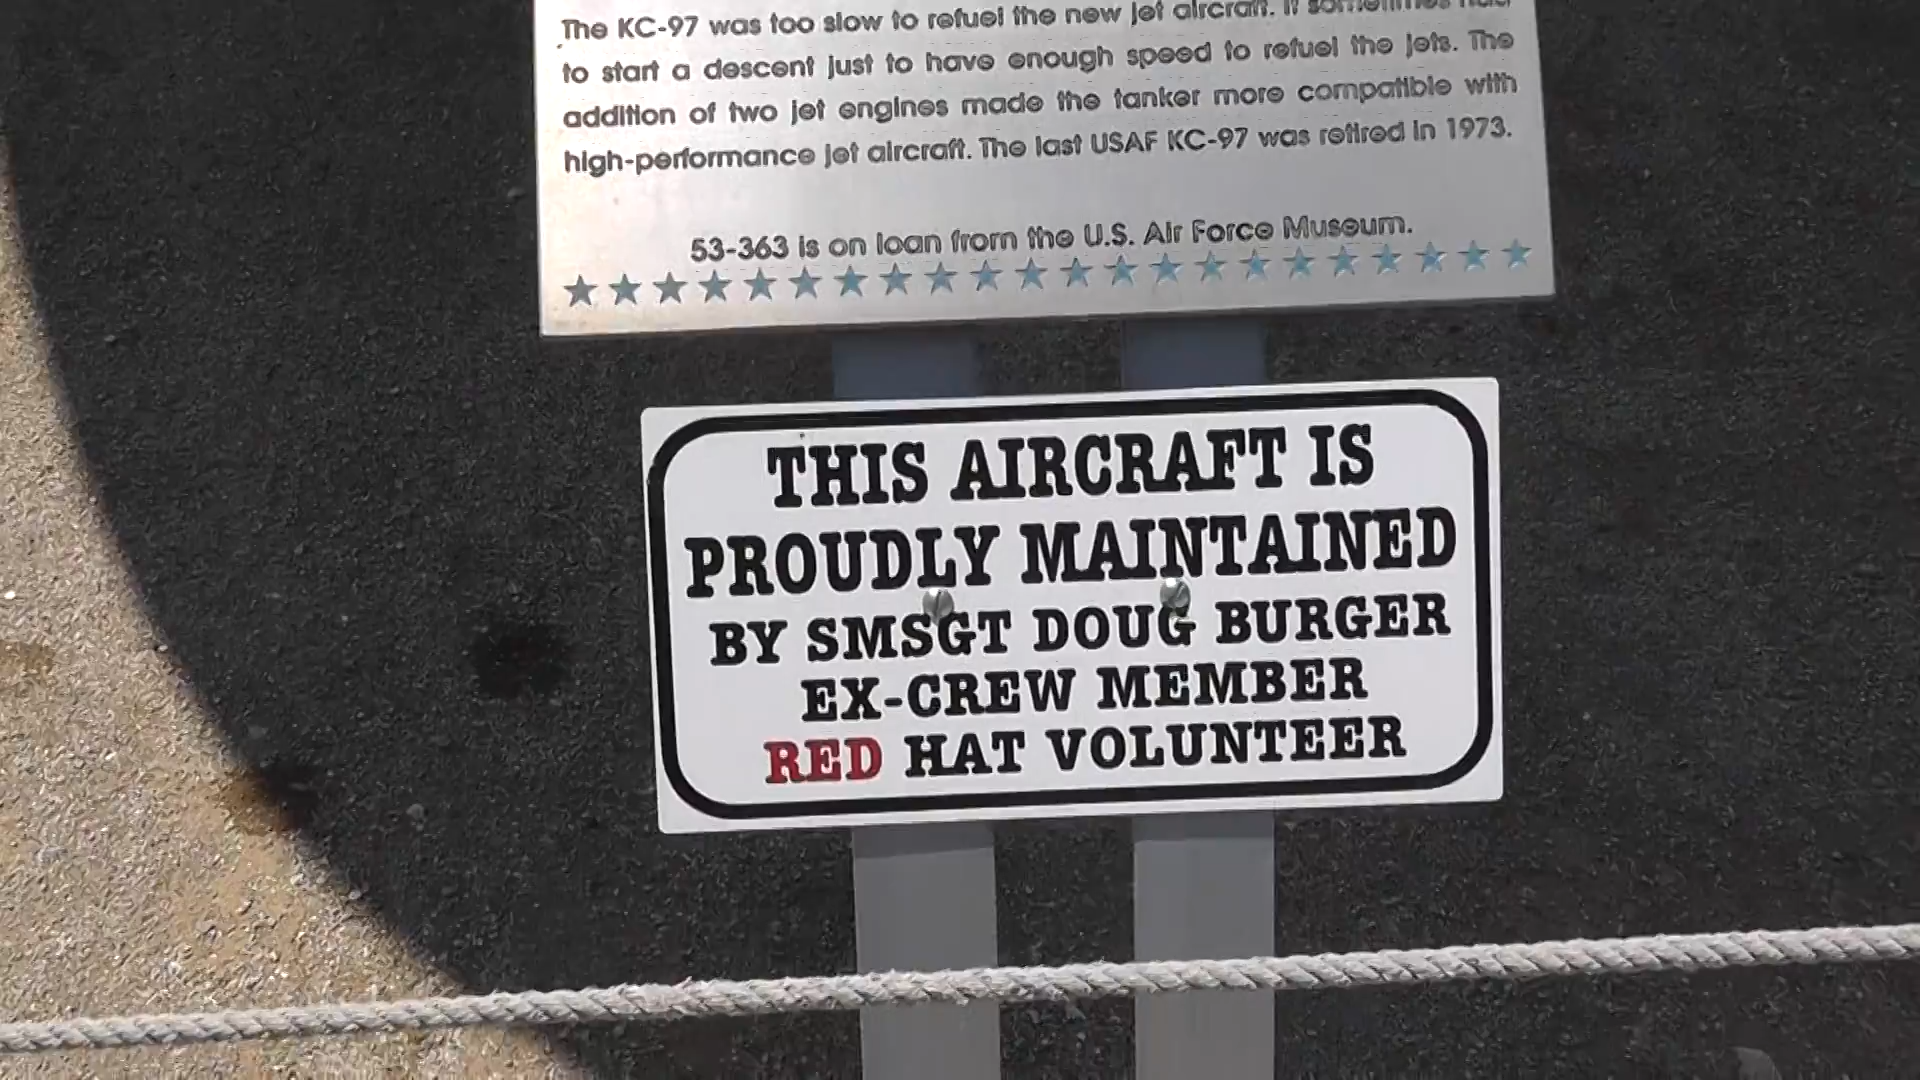 The KC-97 was too slow to refuel the new jet aircraft. It sometimes had
to start a descent just to have enough speed to refuel the jets. The
addition of two jet engines made the tanker more compatible with
high-performance jet aircraft. The last USAF KC-97 was retired in 1973.
53-363 is on loan from the U.S. Air Force Museum.
THIS AIRCRAFT IS
PROUDLY MAINTAINED
BY SMSGT DOUG BURGER
EX-CREW MEMBER
RED HAT VOLUNTEER